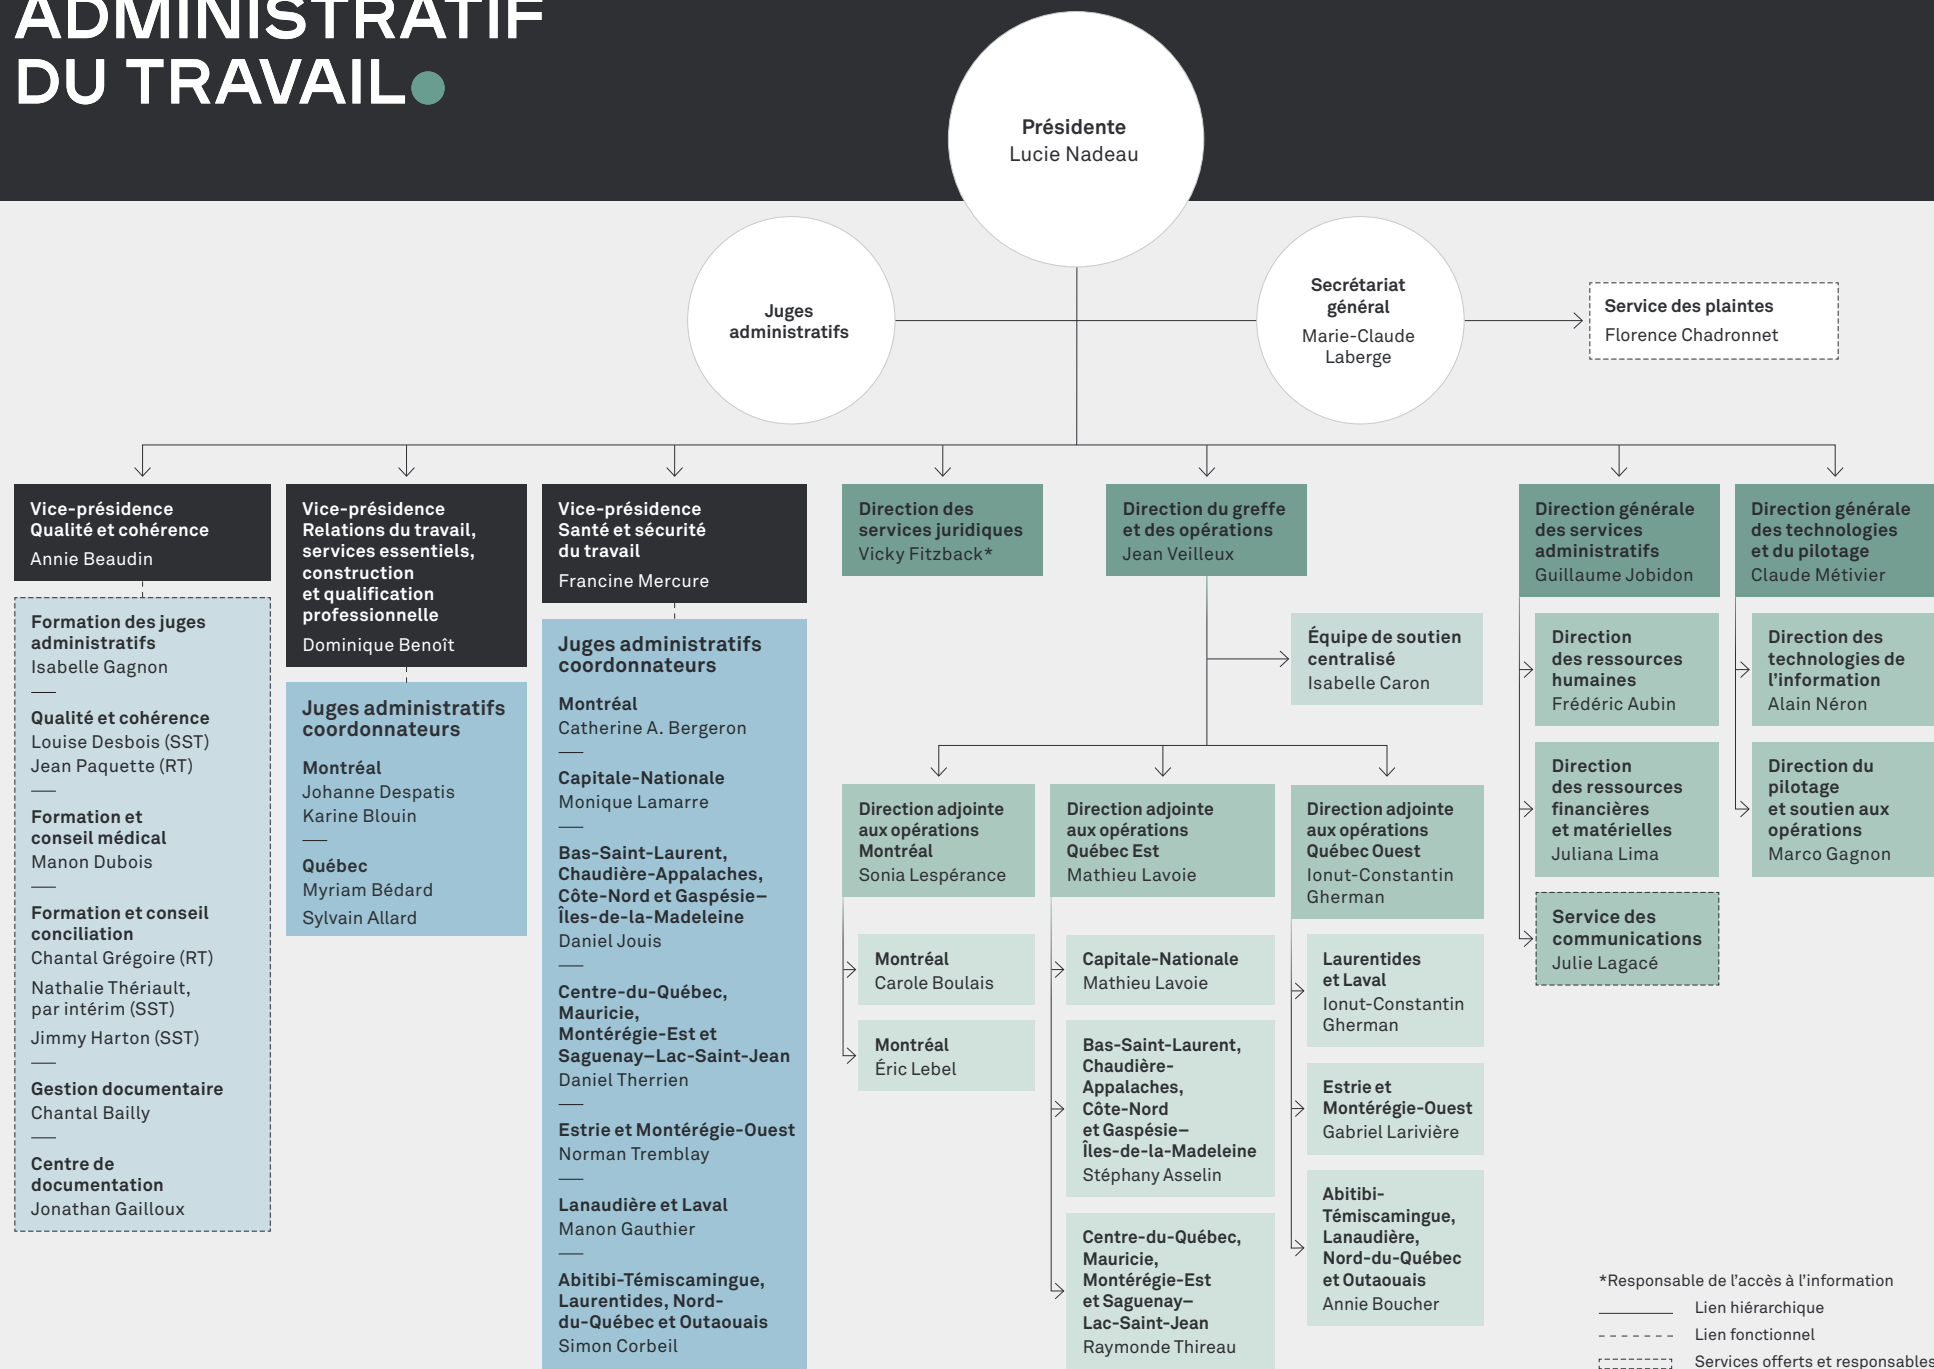 ADMINISTRATIF
DU TRAVAIL
Présidente
Lucie Nadeau
Juges
administratifs
Secrétariat
général
Marie-Claude
Laberge
Service des plaintes
Florence Chadronnet
Vice-présidence
Qualité et cohérence
Annie Beaudin
Formation des juges
administratifs
Isabelle Gagnon
Qualité et cohérence
Louise Desbois (SST)
Jean Paquette (RT)
Formation et
conseil médical
Manon Dubois
Formation et conseil
conciliation
Chantal Grégoire (RT)
Nathalie Thériault,
par intérim (SST)
Jimmy Harton (SST)
Gestion documentaire
Chantal Bailly
Centre de
documentation
Jonathan Gailloux
Vice-présidence
Relations du travail,
services essentiels,
construction
et qualification
professionnelle
Dominique Benoît
Juges administratifs
coordonnateurs
Montréal
Johanne Despatis
Karine Blouin
Québec
Myriam Bédard
Sylvain Allard
Vice-présidence
Santé et sécurité
du travail
Francine Mercure
Juges administratifs
coordonnateurs
Montréal
Catherine A. Bergeron
Capitale-Nationale
Monique Lamarre
Bas-Saint-Laurent,
Chaudière-Appalaches,
Côte-Nord et Gaspésie–
Îles-de-la-Madeleine
Daniel Jouis
Centre-du-Québec,
Mauricie,
Montérégie-Est et
Saguenay–Lac-Saint-Jean
Daniel Therrien
Estrie et Montérégie-Ouest
Norman Tremblay
Lanaudière et Laval
Manon Gauthier
Abitibi-Témiscamingue,
Laurentides, Nord-
du-Québec et Outaouais
Simon Corbeil
Direction des
services juridiques
Vicky Fitzback*
Direction du greffe
et des opérations
Jean Veilleux
Équipe de soutien
centralisé
Isabelle Caron
Direction adjointe
aux opérations
Montréal
Sonia Lespérance
Montréal
Carole Boulais
Montréal
Éric Lebel
Direction adjointe
aux opérations
Québec Est
Mathieu Lavoie
Capitale-Nationale
Mathieu Lavoie
Bas-Saint-Laurent,
Chaudière-
Appalaches,
Côte-Nord
et Gaspésie–
Îles-de-la-Madeleine
Stéphany Asselin
Centre-du-Québec,
Mauricie,
Montérégie-Est
et Saguenay–
Lac-Saint-Jean
Raymonde Thireau
Direction adjointe
aux opérations
Québec Ouest
Ionut-Constantin
Gherman
Laurentides
et Laval
Ionut-Constantin
Gherman
Estrie et
Montérégie-Ouest
Gabriel Larivière
Abitibi-
Témiscamingue,
Lanaudière,
Nord-du-Québec
et Outaouais
Annie Boucher
Direction générale
des services
administratifs
Guillaume Jobidon
Direction
des ressources
humaines
Frédéric Aubin
Direction
des ressources
financières
et matérielles
Juliana Lima
Service des
communications
Julie Lagacé
Direction générale
des technologies
et du pilotage
Claude Métivier
Direction des
technologies de
l'information
Alain Néron
Direction du
pilotage
et soutien aux
opérations
Marco Gagnon
*Responsable de l'accès à l'information
Lien hiérarchique
Lien fonctionnel
Services offerts et responsables